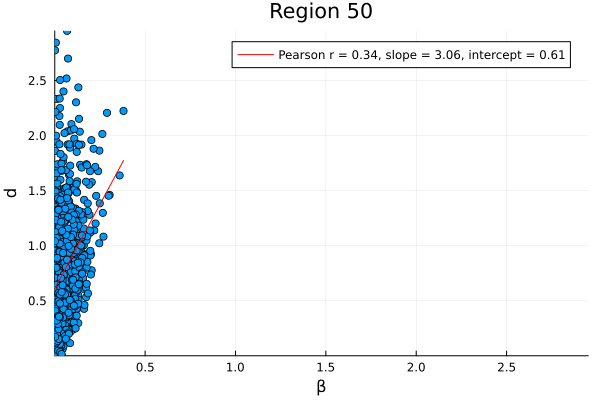 Region 50
Pearson r = 0.34, slope = 3.06, intercept = 0.61
d
2.5
2.0
1.5
1.0
0.5
0.5
1.0
1.5
2.0
2.5
β